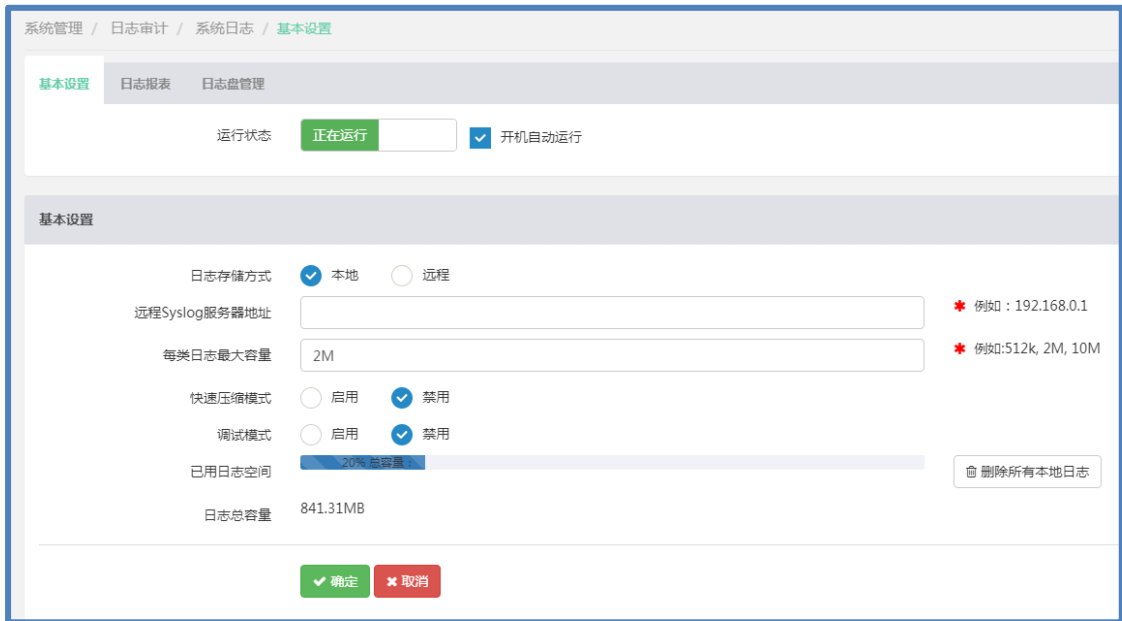 系统管理 / 日志审计 / 系统日志 / 基本设置
基本设置 日志报表 日志盘管理
运行状态 正在运行 开机自动运行
基本设置
日志存储方式 本地 远程
远程Syslog服务器地址 * 例如：192.168.0.1
每类日志最大容量 2M * 例如:512k, 2M, 10M
快速压缩模式 启用 禁用
调试模式 启用 禁用
已用日志空间 20% 总容量： 删除所有本地日志
日志总容量 841.31MB
确定 取消